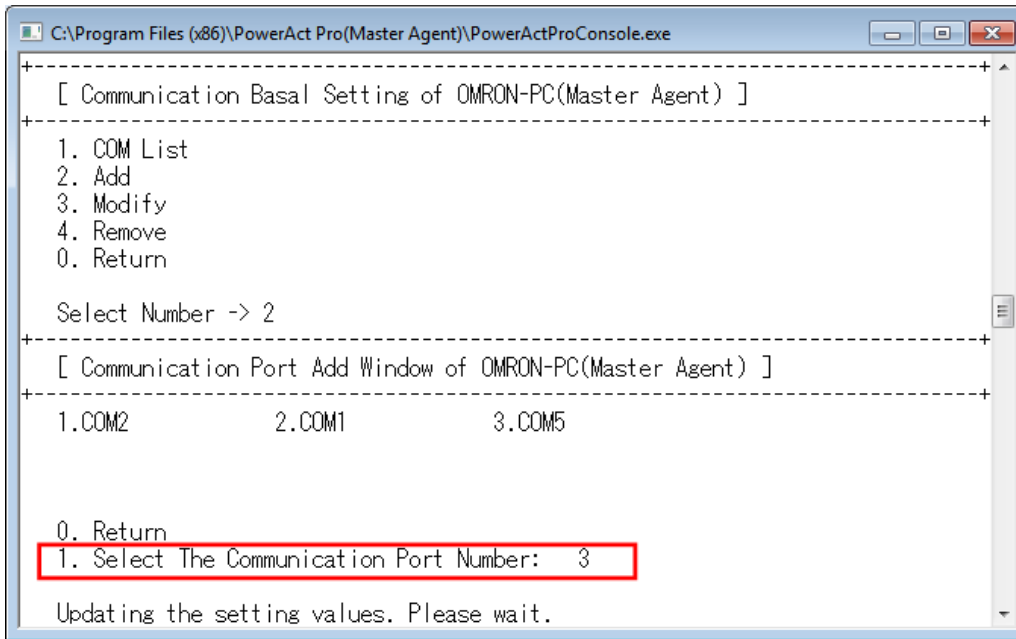 C:\Program Files (x86)\PowerAct Pro(Master Agent)\PowerActProConsole.exe
[ Communication Basal Setting of OMRON-PC(Master Agent) ]
1. COM List
2. Add
3. Modify
4. Remove
0. Return
Select Number -> 2
[ Communication Port Add Window of OMRON-PC(Master Agent) ]
1.COM2 2.COM1 3.COM5
0. Return
1. Select The Communication Port Number: 3
Updating the setting values. Please wait.